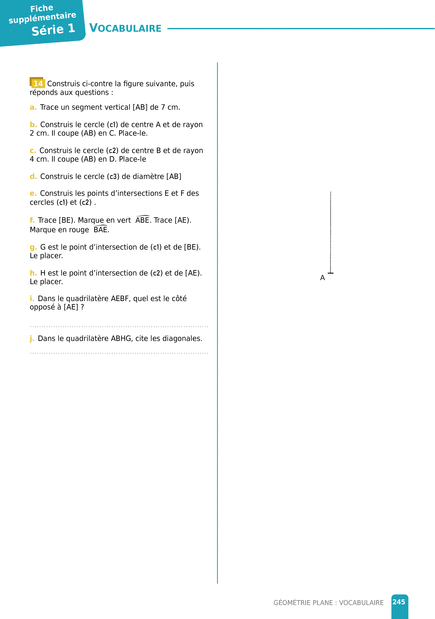 Fiche
supplémentaire
Série 1
VOCABULAIRE
14 Construis ci-contre la figure suivante, puis
réponds aux questions :
a. Trace un segment vertical [AB] de 7 cm.
b. Construis le cercle (c1) de centre A et de rayon
2 cm. Il coupe (AB) en C. Place-le.
c. Construis le cercle (c2) de centre B et de rayon
4 cm. Il coupe (AB) en D. Place-le
d. Construis le cercle (c3) de diamètre [AB]
e. Construis les points d'intersections E et F des
cercles (c1) et (c2) .
f. Trace [BE). Marque en vert ABE. Trace [AE).
Marque en rouge BAE.
g. G est le point d'intersection de (c1) et de [BE).
Le placer.
h. H est le point d'intersection de (c2) et de [AE).
Le placer.
i. Dans le quadrilatère AEBF, quel est le côté
opposé à [AE] ?
j. Dans le quadrilatère ABHG, cite les diagonales.
A
GÉOMÉTRIE PLANE : VOCABULAIRE 245